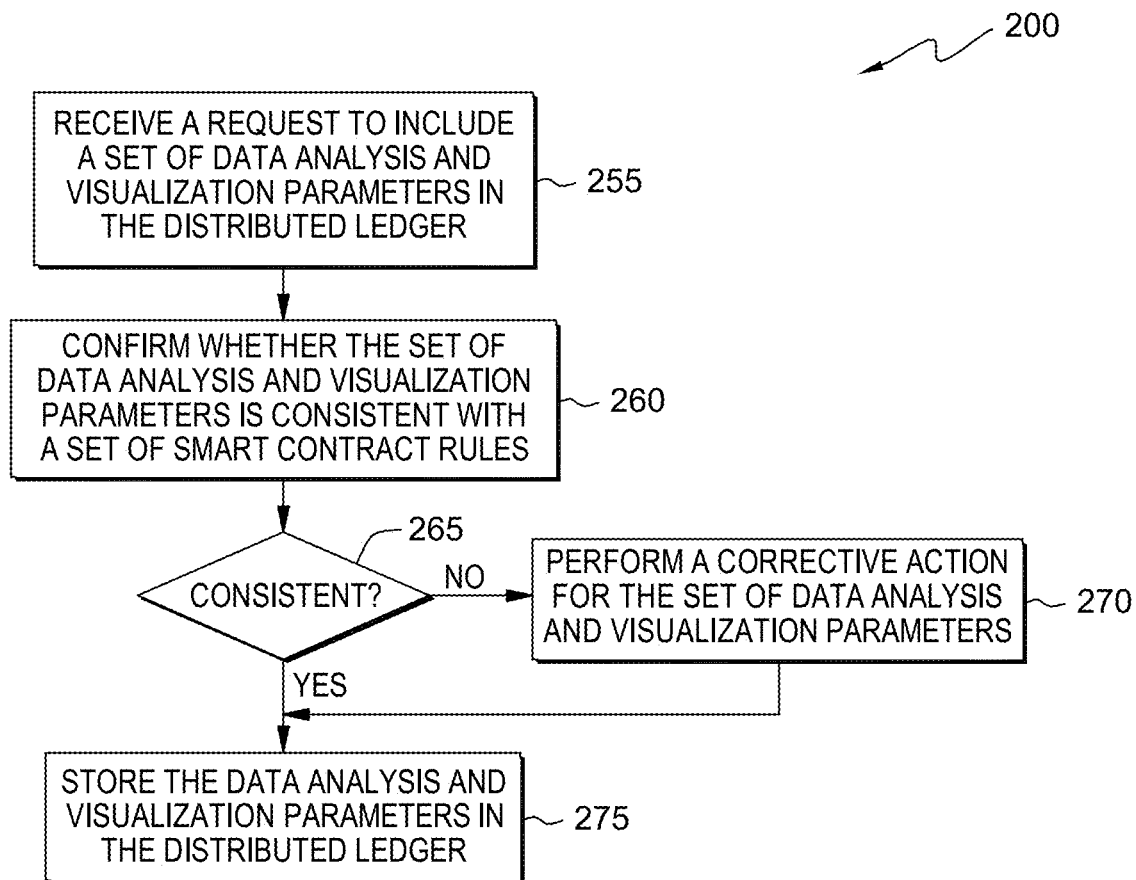 200
RECEIVE A REQUEST TO INCLUDE
A SET OF DATA ANALYSIS AND
VISUALIZATION PARAMETERS IN
THE DISTRIBUTED LEDGER
255
CONFIRM WHETHER THE SET OF
DATA ANALYSIS AND VISUALIZATION
PARAMETERS IS CONSISTENT WITH
A SET OF SMART CONTRACT RULES
260
265
CONSISTENT?
NO
PERFORM A CORRECTIVE ACTION
FOR THE SET OF DATA ANALYSIS
AND VISUALIZATION PARAMETERS
270
YES
STORE THE DATA ANALYSIS AND
VISUALIZATION PARAMETERS IN
THE DISTRIBUTED LEDGER
275